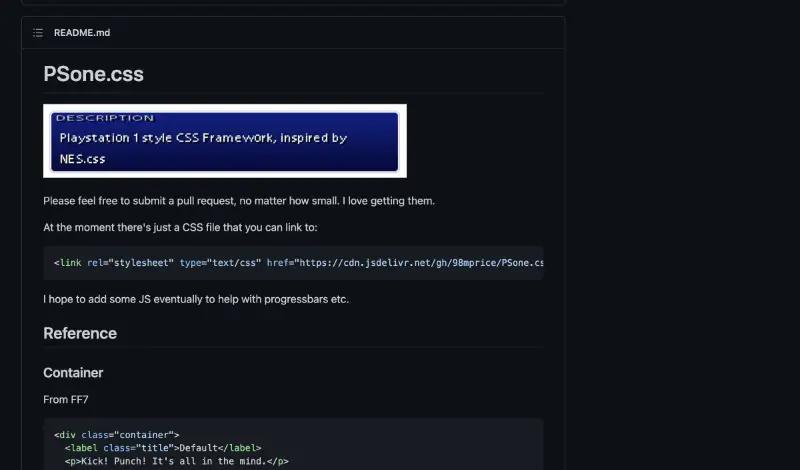 README.md
PSone.css
DESCRIPTION
Playstation 1 style CSS Framework, inspired by
NES.css
Please feel free to submit a pull request, no matter how small. I love getting them.
At the moment there's just a CSS file that you can link to:
<link rel="stylesheet" type="text/css" href="https://cdn.jsdelivr.net/gh/98mprice/PSone.cs
I hope to add some JS eventually to help with progressbars etc.
Reference
Container
From FF7
<div class="container">
<label class="title">Default</label>
<p>Kick! Punch! It's all in the mind.</p>